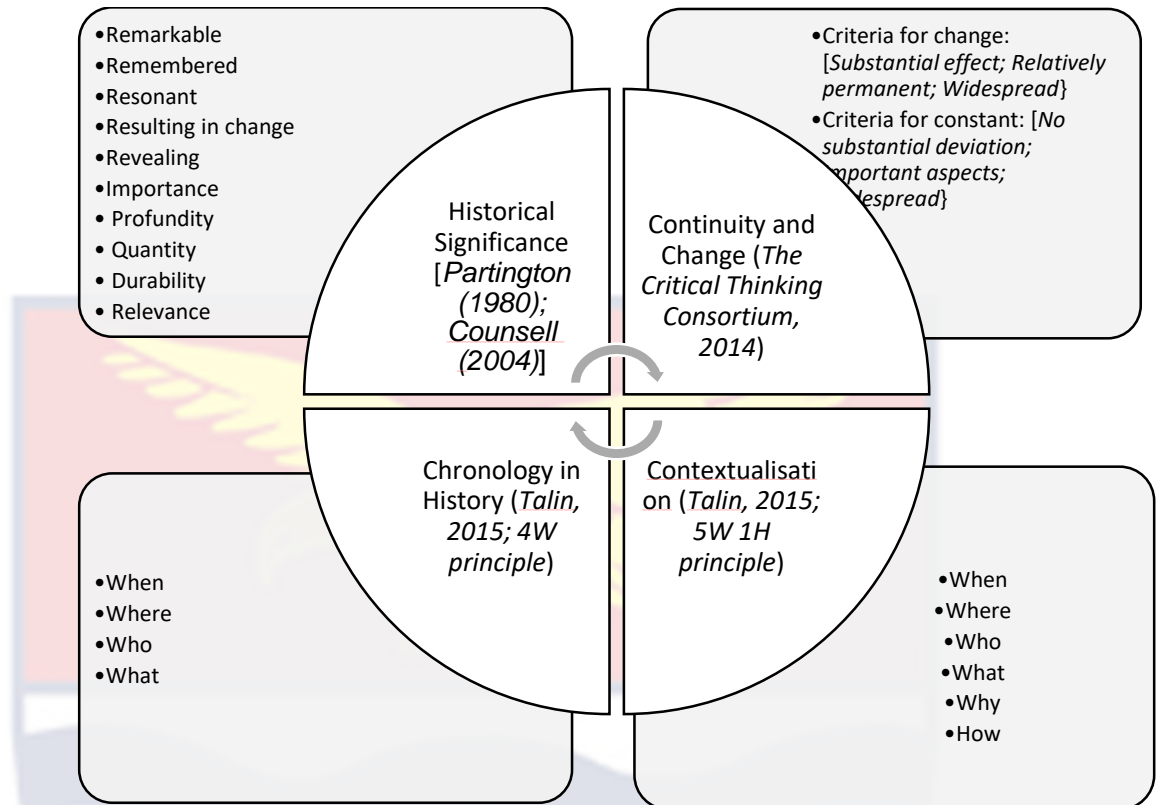 •Remarkable
•Remembered
•Resonant
•Resulting in change
•Revealing
•Importance
• Profundity
• Quantity
• Durability
• Relevance
•Criteria for change:
[Substantial effect; Relatively
permanent; Widespread}
•Criteria for constant: [No
substantial deviation;
mportant aspects;
despread}
Historical
Significance
[Partington
(1980);
Counsell
(2004)]
Continuity and
Change (The
Critical Thinking
Consortium,
2014)
Chronology in
History (Talin,
2015; 4W
principle)
Contextualisati
on (Talin, 2015;
5W 1H
principle)
•When
•Where
•Who
•What
•When
•Where
•Who
•What
•Why
•How